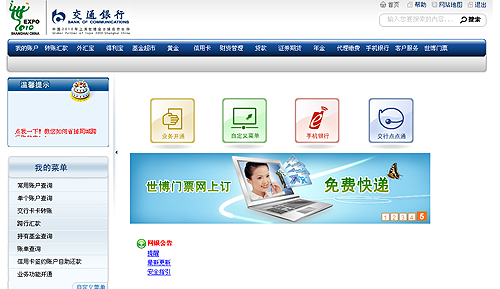 首页 帮助 网站地图 退出
EXPO
2010
SHANGHAI CHINA
交通銀行
BANK OF COMMUNICATIONS
中国2010年上海世博会全球合作伙伴
Global Partner of Expo 2010 Shanghai China
输入您要搜索的内容... 搜索
我的账户 转账汇款 外汇宝 得利宝 基金超市 黄金 信用卡 财资管理 贷款 证券期货 年金 代理缴费 手机银行 客户服务 世博门票
温馨提示
点我一下!
我的菜单
常用账户查询
单个账户查询
交行卡卡转账
跨行汇款
持有基金查询
账单查询
信用卡签约账户自助还款
业务功能开通
自定义菜单
业务开通
自定义菜单
手机银行
交行点点通
世博门票网上订
免费快递
1 2 3 4 5
网银公告
提醒
最新更新
安全指引